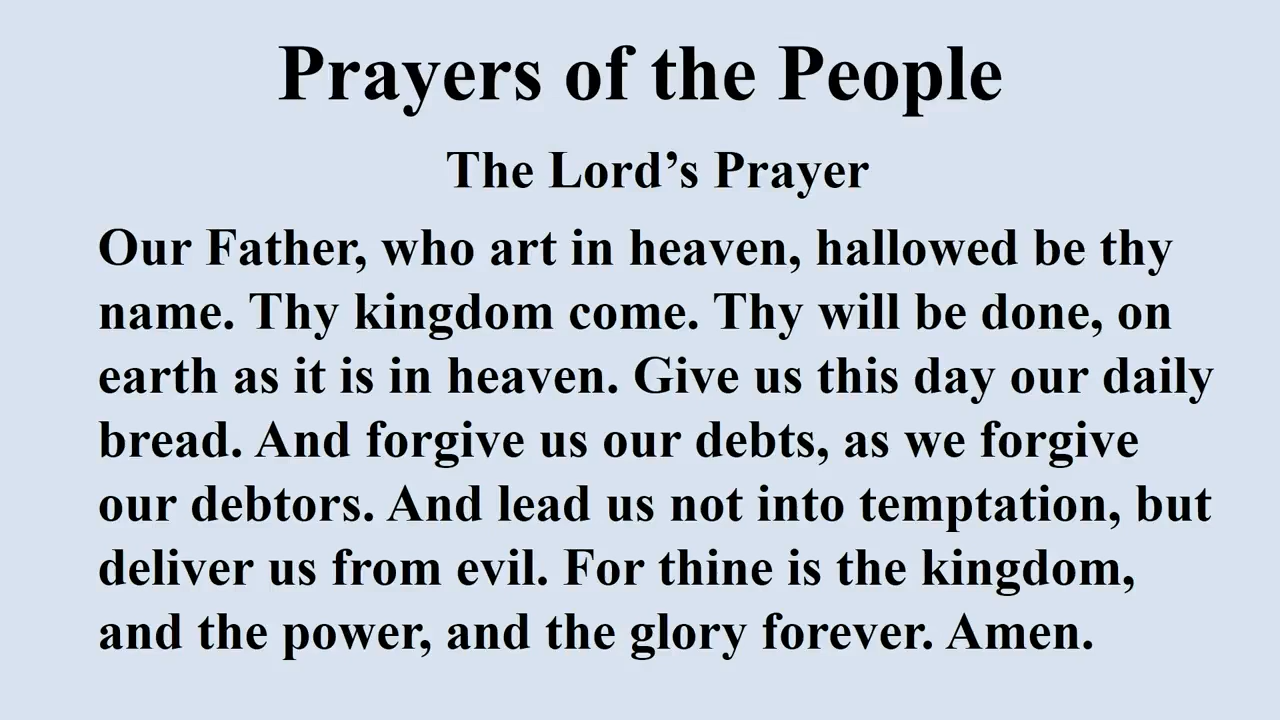 Prayers of the People
The Lord’s Prayer
Our Father, who art in heaven, hallowed be thy
name. Thy kingdom come. Thy will be done, on
earth as it is in heaven. Give us this day our daily
bread. And forgive us our debts, as we forgive
our debtors. And lead us not into temptation, but
deliver us from evil. For thine is the kingdom,
and the power, and the glory forever. Amen.